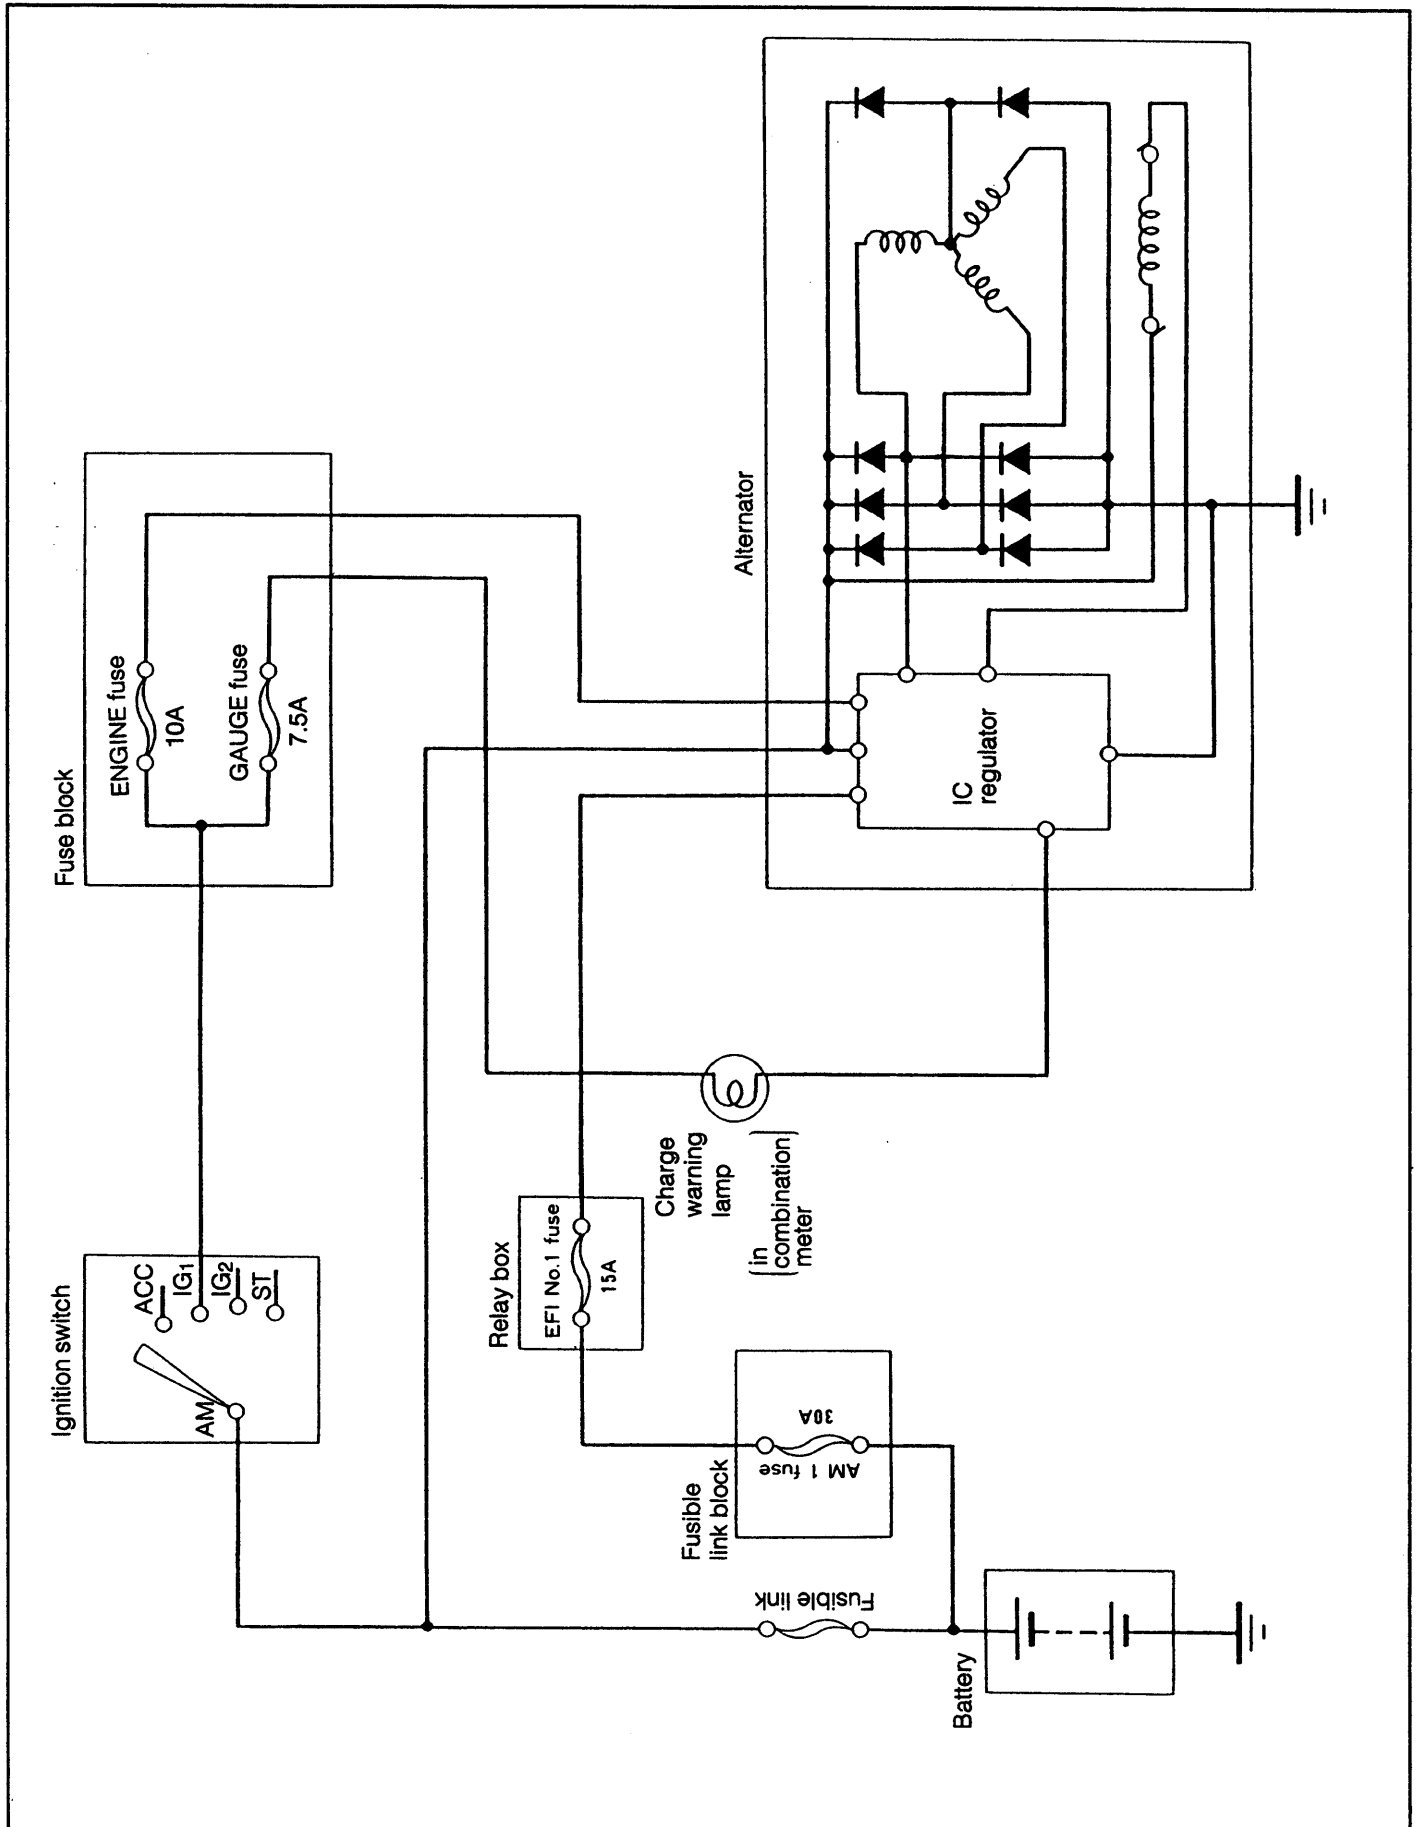 Ignition switch
AM
ACC
IG1
IG2
ST
Fuse block
ENGINE fuse
10A
GAUGE fuse
7.5A
Relay box
EFI No.1 fuse
15A
Fusible
link block
AM 1 fuse
30A
Fusible link
Battery
Charge
warning
lamp
(in
combination)
meter
Alternator
IC
regulator